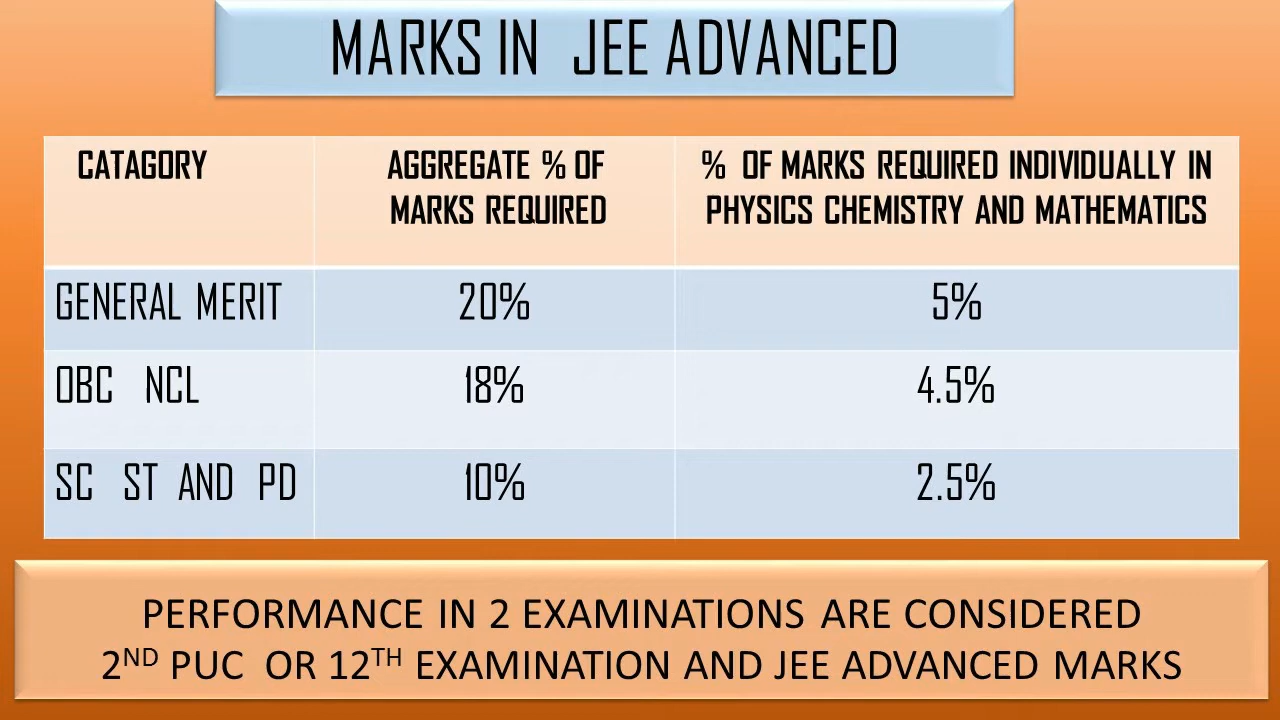 MARKS IN JEE ADVANCED
CATAGORY
AGGREGATE % OF
MARKS REQUIRED
% OF MARKS REQUIRED INDIVIDUALLY IN
PHYSICS CHEMISTRY AND MATHEMATICS
GENERAL MERIT 20% 5%
OBC NCL 18% 4.5%
SC ST AND PD 10% 2.5%
PERFORMANCE IN 2 EXAMINATIONS ARE CONSIDERED
2ND PUC OR 12TH EXAMINATION AND JEE ADVANCED MARKS